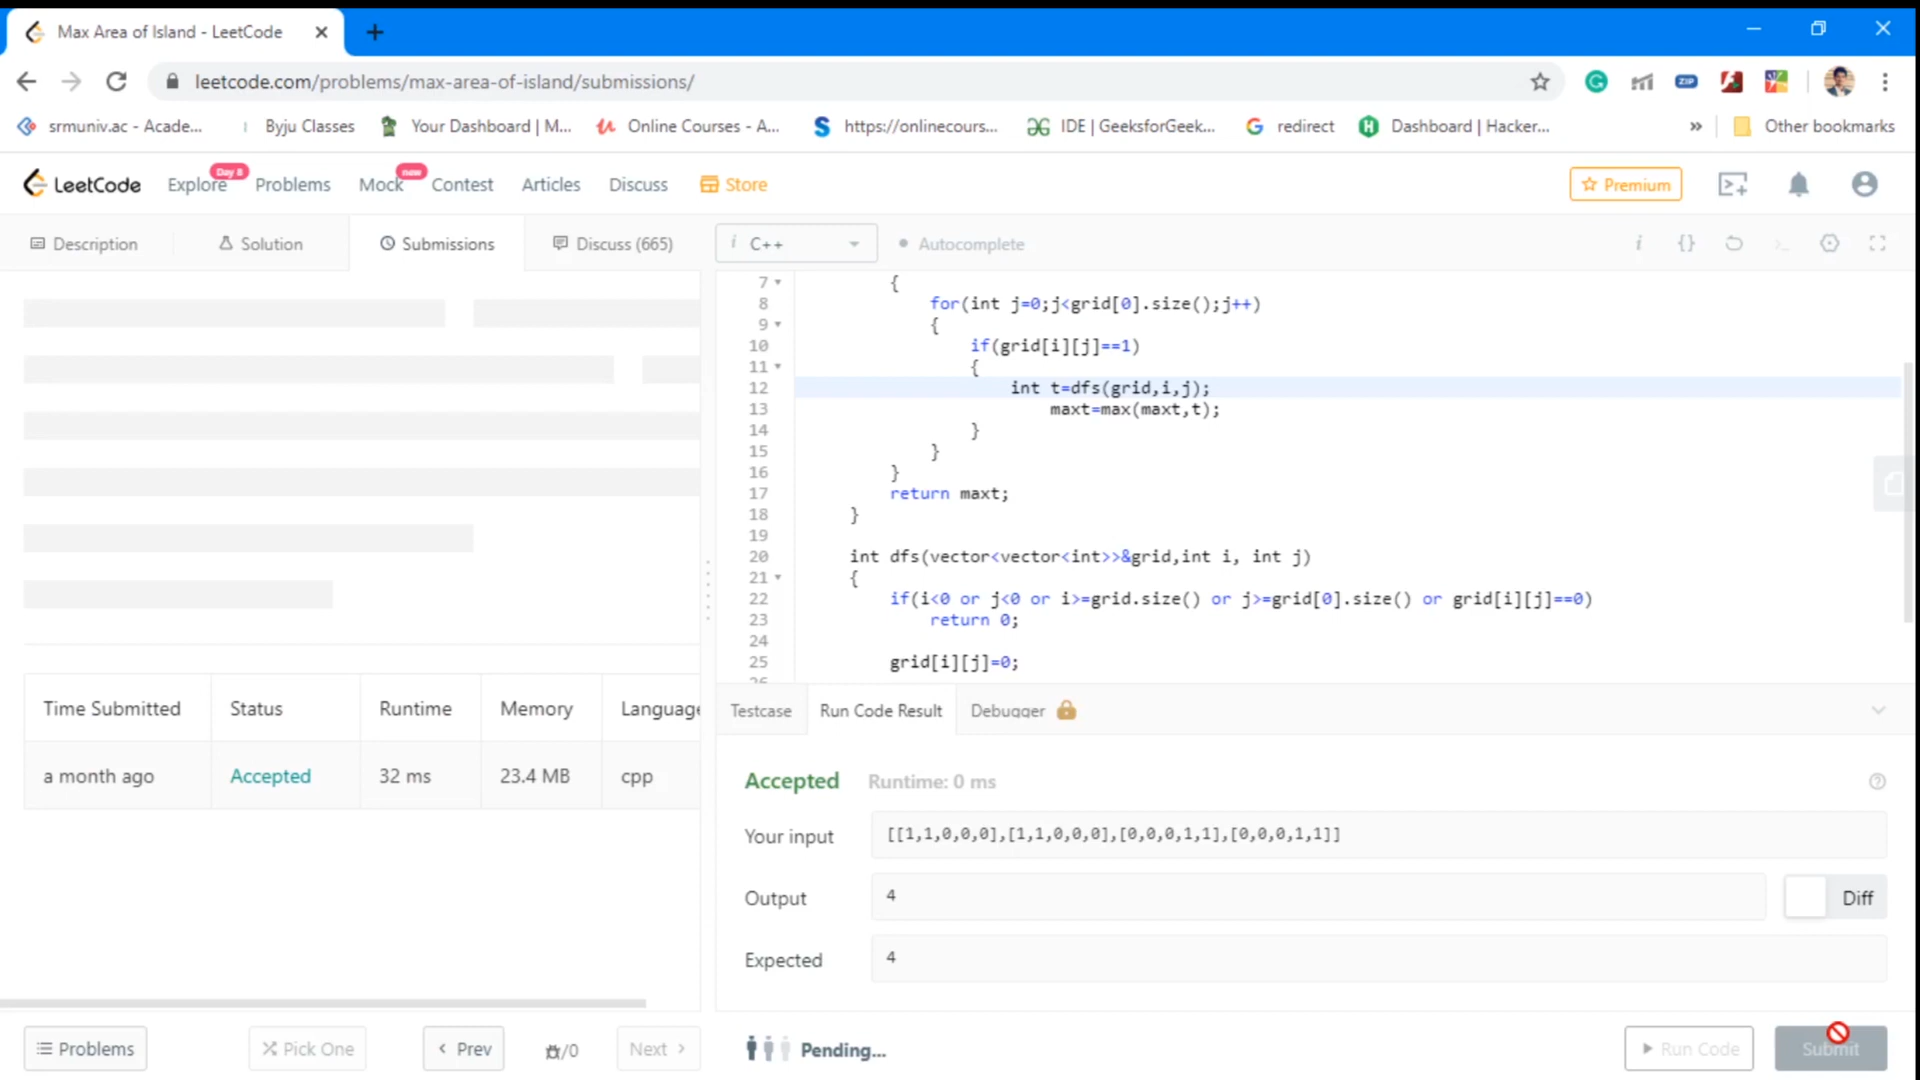 Max Area of Island - LeetCode
leetcode.com/problems/max-area-of-island/submissions/
ZIP
srmuniv.ac - Acade... Byju Classes Your Dashboard | M... Online Courses - A... https://onlinecours... IDE | GeeksforGeek... redirect Dashboard | Hacker... » Other bookmarks
LeetCode Explore Day 8 Problems Mock new Contest Articles Discuss Store Premium
Description Solution Submissions Discuss (665) i C++ Autocomplete i {}
7 {
8 for(int j=0;j<grid[0].size();j++)
9 {
10 if(grid[i][j]==1)
11 {
12 int t=dfs(grid,i,j);
13 maxt=max(maxt,t);
14 }
15 }
16 }
17 return maxt;
18 }
19
20 int dfs(vector<vector<int>>&grid,int i, int j)
21 {
22 if(i<0 or j<0 or i>=grid.size() or j>=grid[0].size() or grid[i][j]==0)
23 return 0;
24
25 grid[i][j]=0;
26
Time Submitted Status Runtime Memory Language
a month ago Accepted 32 ms 23.4 MB cpp
Testcase Run Code Result Debugger
Accepted Runtime: 0 ms
Your input [[1,1,0,0,0],[1,1,0,0,0],[0,0,0,1,1],[0,0,0,1,1]]
Output 4 Diff
Expected 4
Problems Pick One Prev /0 Next Pending... Run Code Submit